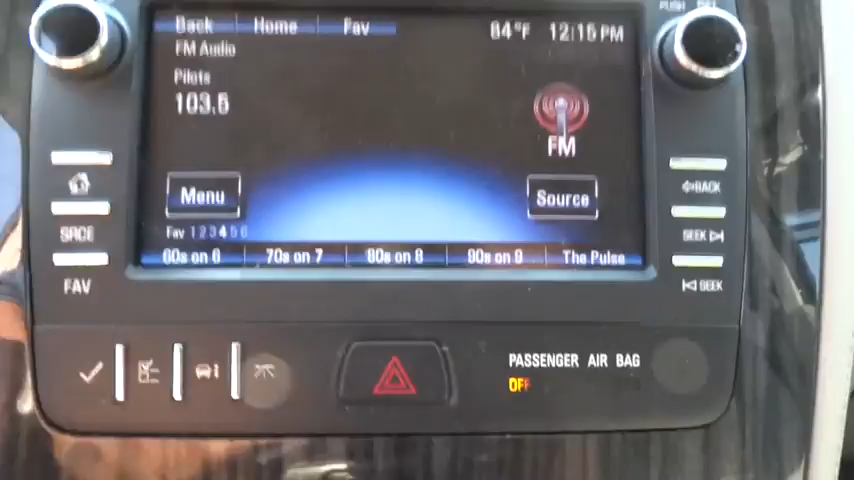 PUSH
Back Home Fav 84°F 12:15 PM
FM Audio
Pilots
103.5
FM
BACK
Menu Source
SRCE
SEEK
Fav 1 2 3 4 5 6
60s on 6 70s on 7 80s on 8 90s on 9 The Pulse
FAV
SEEK
PASSENGER AIR BAG
OFF